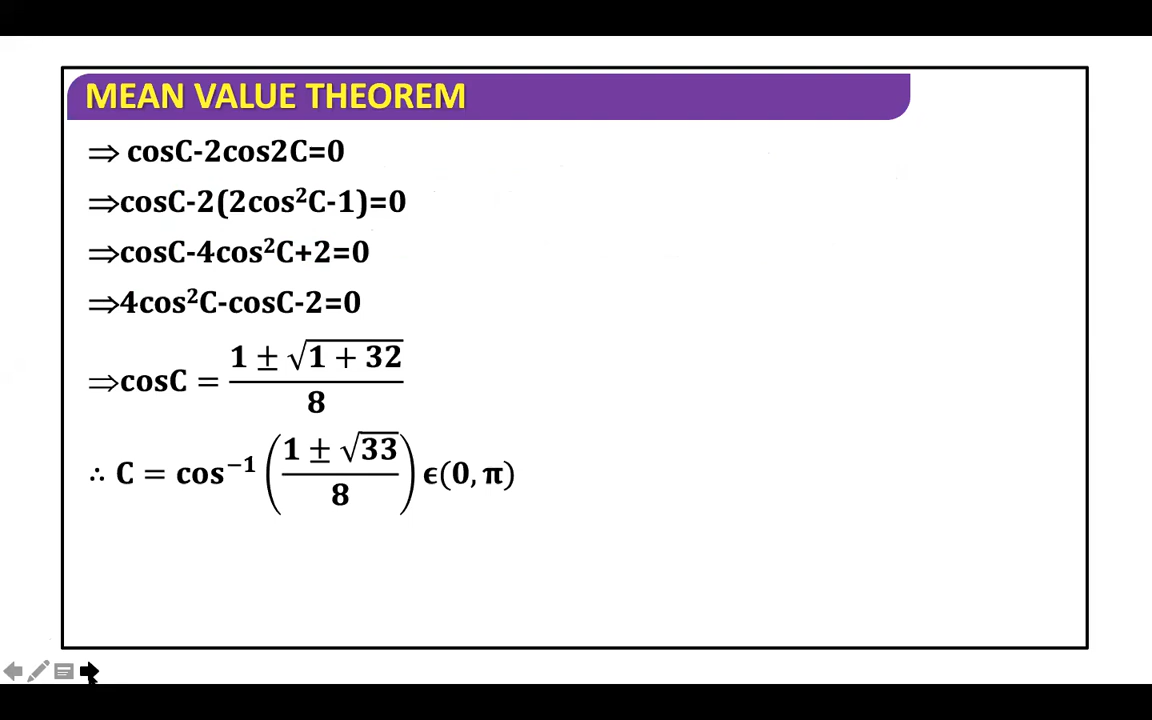 MEAN VALUE THEOREM
⇒ cosC-2cos2C=0
⇒cosC-2(2cos²C-1)=0
⇒cosC-4cos²C+2=0
⇒4cos²C-cosC-2=0
⇒cosC = (1 ± √(1 + 32))/8
∴ C = cos⁻¹ ((1 ± √33)/8) ϵ(0, π)